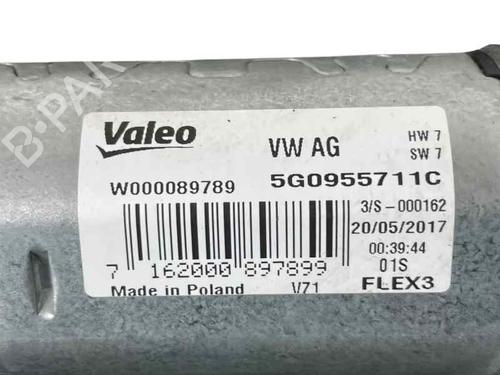 B-PARTS
Valeo
VW AG
HW 7
SW 7
W000089789
5G0955711C
3/S-000162
20/05/2017
00:39:44
7 162000 897899
01S
Made in Poland
V71
FLEX3